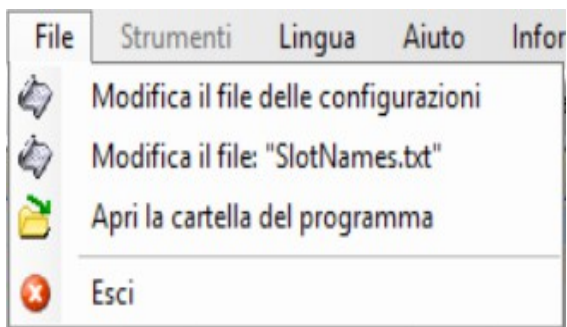 File Strumenti Lingua Aiuto Infor
Modifica il file delle configurazioni
Modifica il file: "SlotNames.txt"
Apri la cartella del programma
Esci